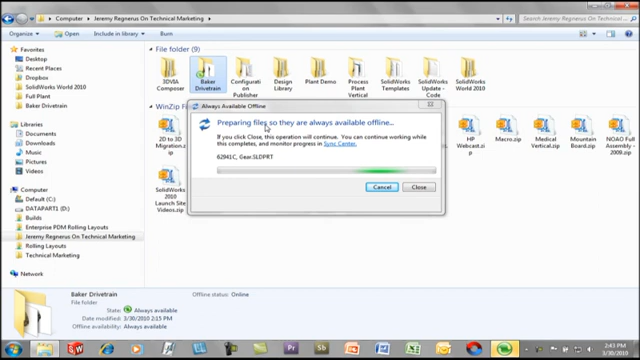 Computer ▸ Jeremy Regnerus On Technical Marketing ▸
Search Jeremy Regnerus On Technical ...
Organize ▾ Open Include in library ▾ Burn
Favorites
Desktop
Recent Places
Dropbox
SolidWorks World 2010
Full Plant
Baker Drivetrain
Libraries
Documents
Downloads
Music
Pictures
Videos
Computer
Default (C:)
DATAPART1 (D:)
Builds
Enterprise PDM Rolling Layouts
Jeremy Regnerus On Technical Marketing
Rolling Layouts
Technical Marketing
Network
File folder (9)
3DVIA Composer
Baker Drivetrain
Configuration Publisher
Design Library
Plant Demo
Process Plant Vertical
SolidWorks Templates
SolidWorks Update - Code
SolidWorks World 2010
WinZip File
2D to 3D Migration.zip
SolidWorks 2010 Launch Site Videos.zip
HP Webcast.zip
Macros.zip
Medical Vertical.zip
Mountain Board.zip
NOAO Full Assembly - 2009.zip
Always Available Offline
Preparing files so they are always available offline...
If you click Close, this operation will continue. You can continue working while
this completes, and monitor progress in Sync Center.
62941C, Gear.SLDPRT
Cancel Close
Baker Drivetrain
File folder
Offline status: Online
State: Always available
Date modified: 3/30/2010 2:15 PM
Offline availability: Always available
2:43 PM
3/30/2010